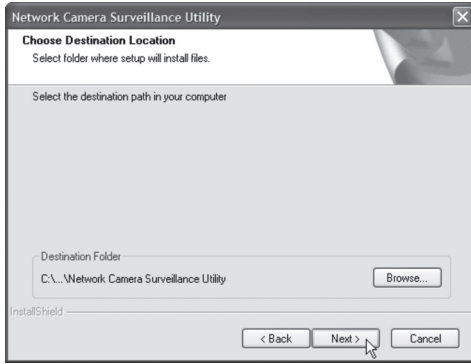 Network Camera Surveillance Utility
Choose Destination Location
Select folder where setup will install files.
Select the destination path in your computer
Destination Folder
C:\...\Network Camera Surveillance Utility
Browse...
InstallShield
< Back
Next >
Cancel